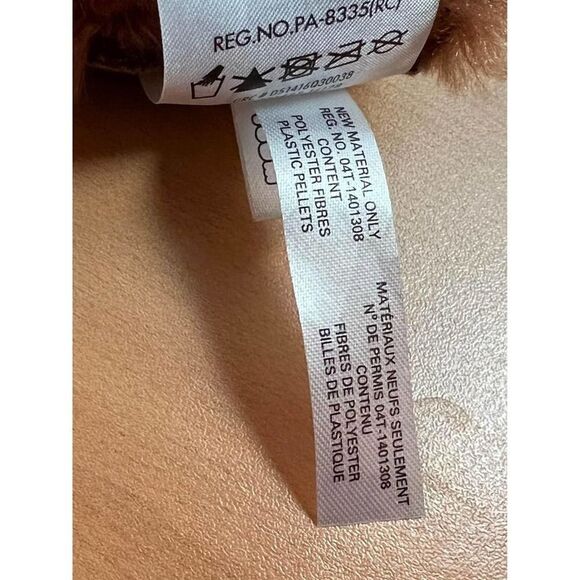 REG.NO.PA-8335(RC)
NEW MATERIAL ONLY
REG. NO. 04T-1401308
CONTENT
POLYESTER FIBRES
PLASTIC PELLETS
MATÉRIAUX NEUFS SEULEMENT
N° DE PERMIS 04T-1401308
CONTENU
FIBRES DE POLYESTER
BILLES DE PLASTIQUE